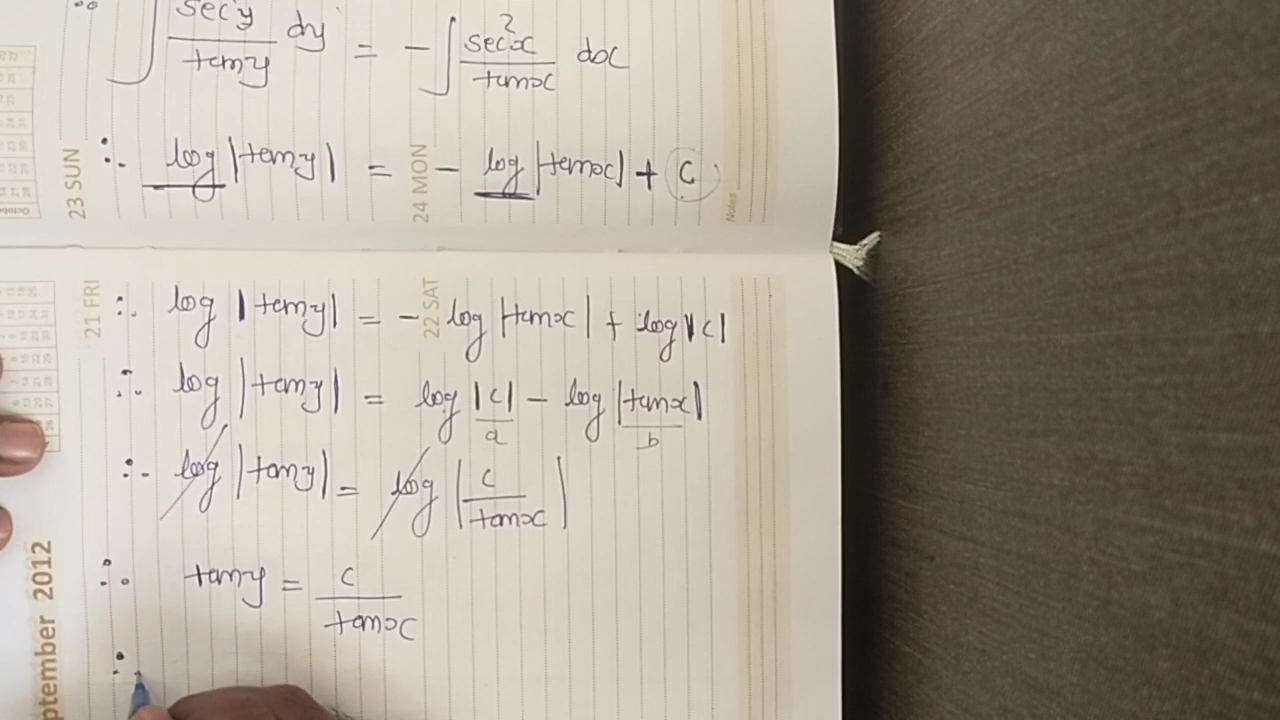 ∴ ∫ sec²y/tany dy = - ∫ sec²x/tanx dx
∴ log |tany| = - log |tanx| + C
23 SUN
24 MON
Notes
21 FRI
22 SAT
∴ log |tany| = - log |tanx| + log |c|
∴ log |tany| = log |c| - log |tanx|
a b
∴ log |tany| = log |c/tanx|
∴ tany = c/tanx
∴
ptember 2012